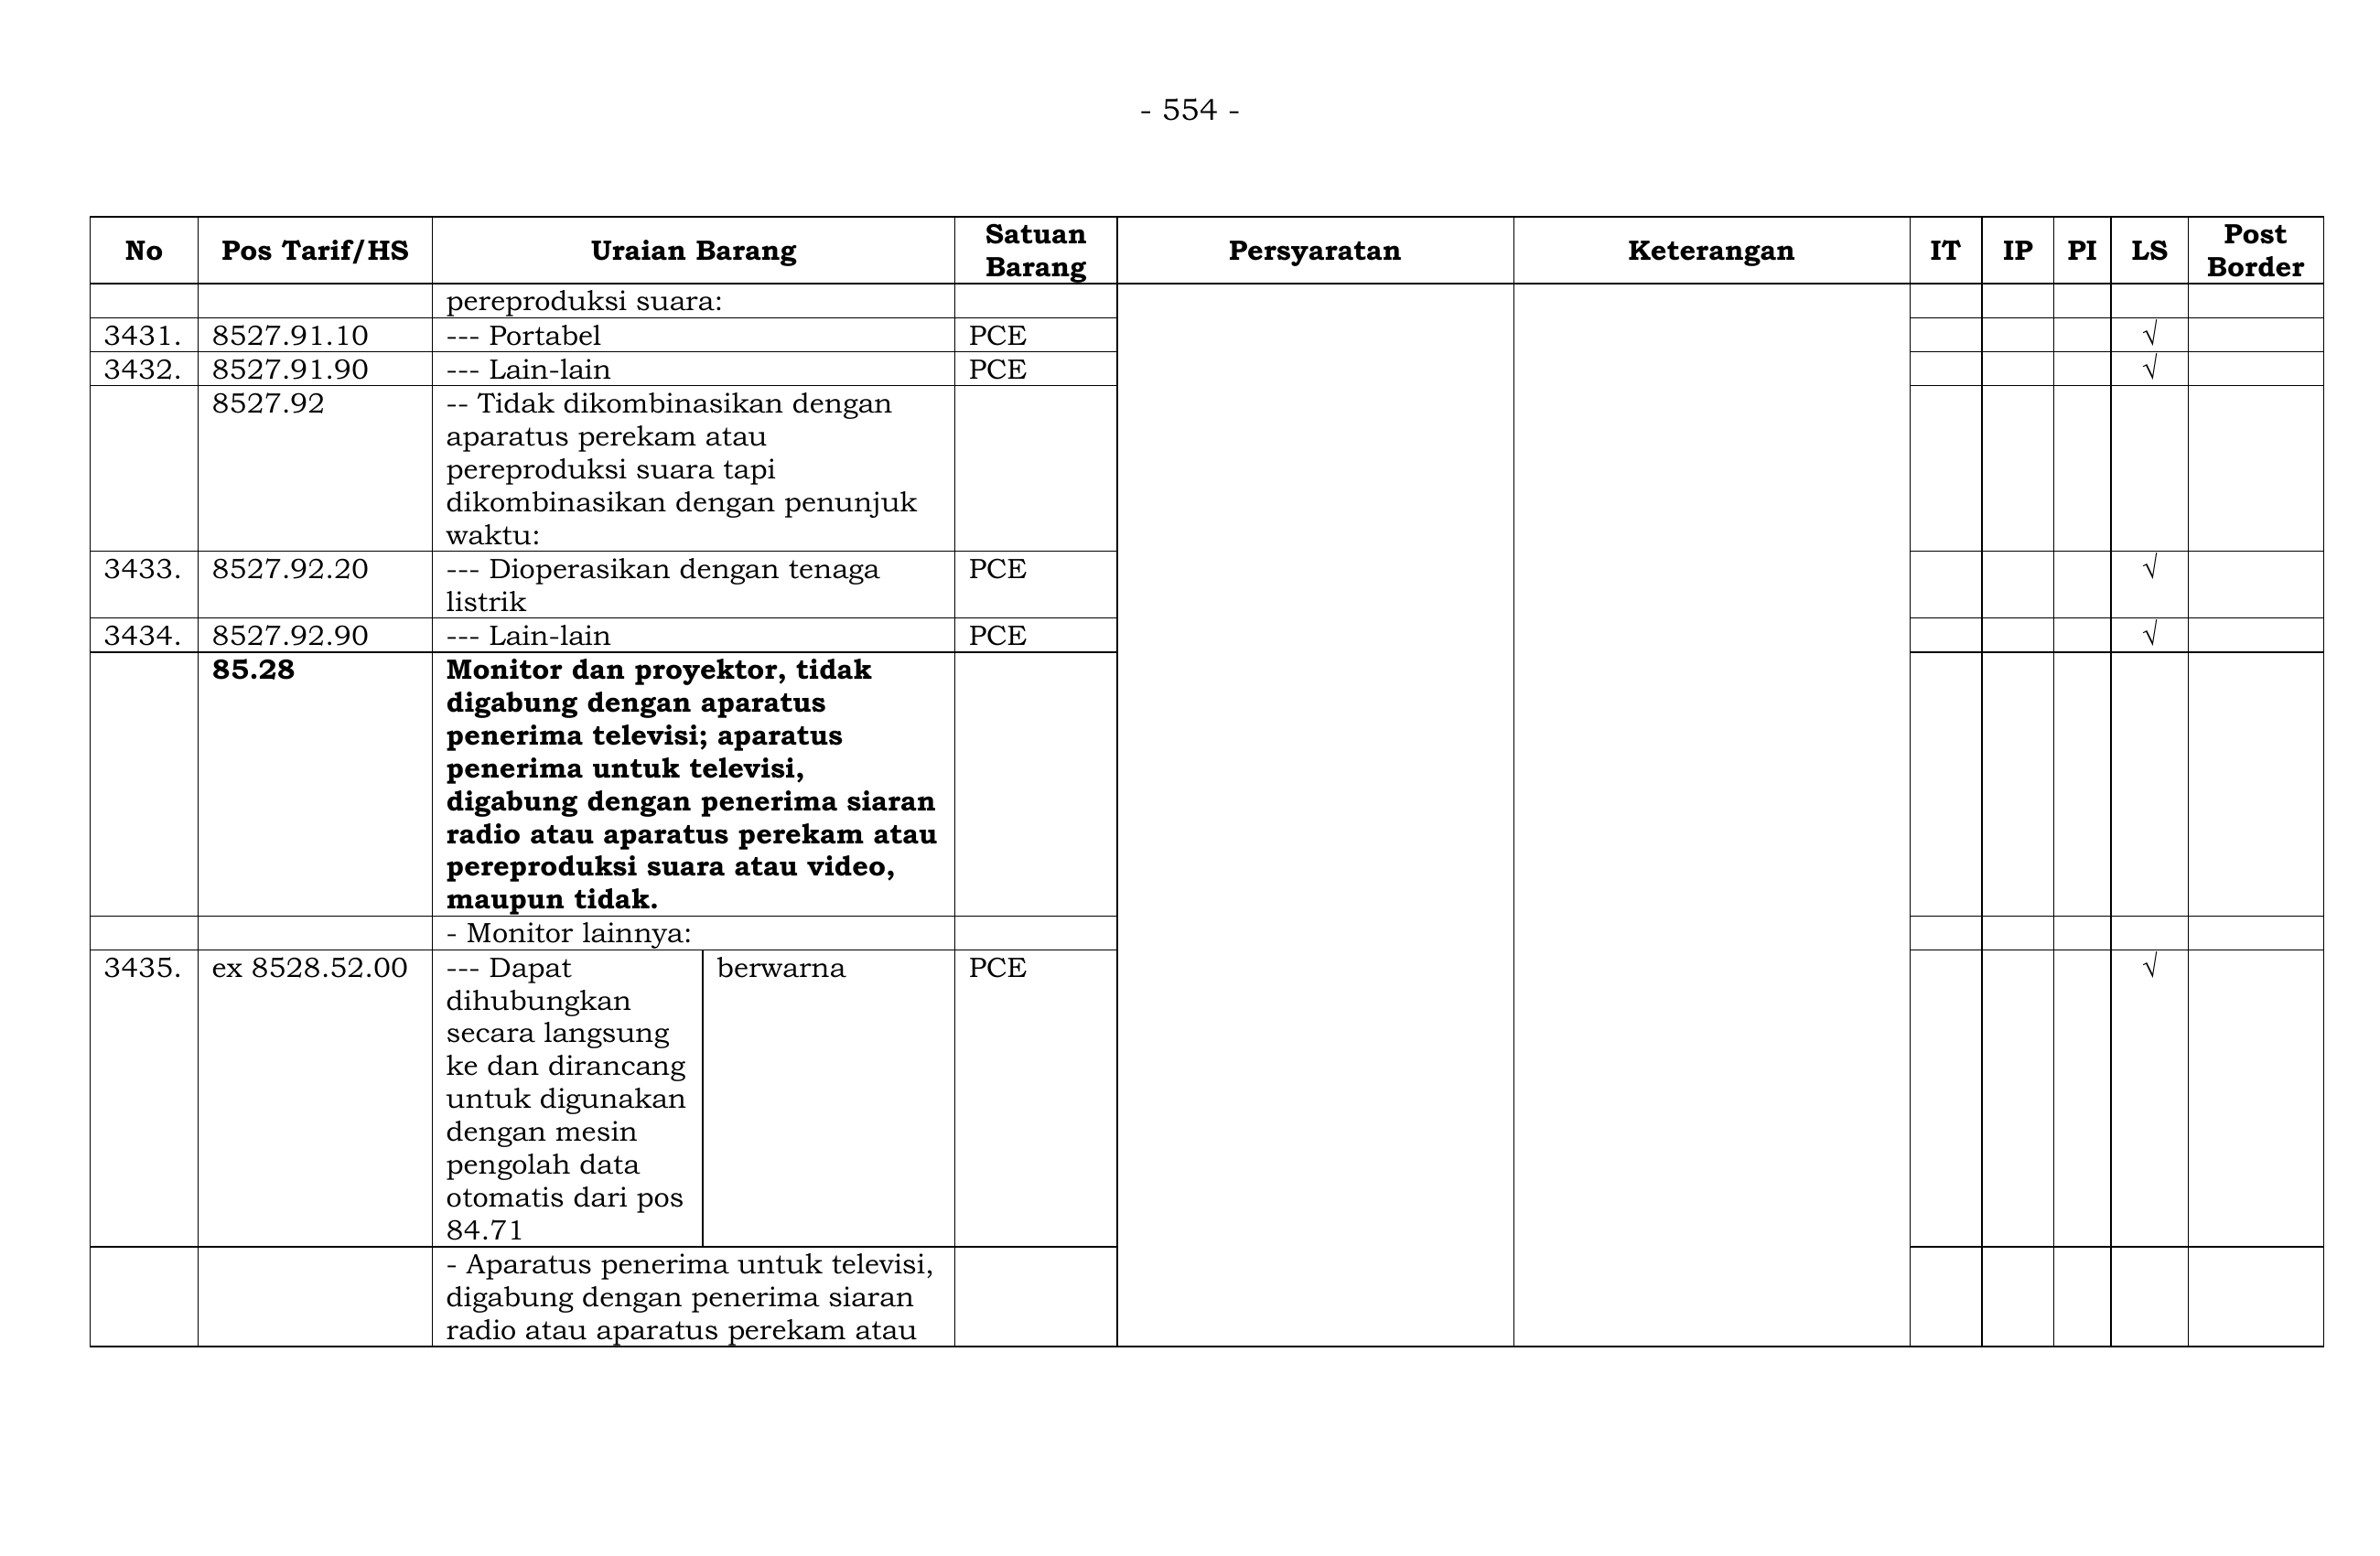 - 554 -
No Pos Tarif/HS Uraian Barang Satuan Barang Persyaratan Keterangan IT IP PI LS Post Border
pereproduksi suara:
3431. 8527.91.10 --- Portabel PCE √
3432. 8527.91.90 --- Lain-lain PCE √
8527.92 -- Tidak dikombinasikan dengan
aparatus perekam atau
pereproduksi suara tapi
dikombinasikan dengan penunjuk
waktu:
3433. 8527.92.20 --- Dioperasikan dengan tenaga PCE √
listrik
3434. 8527.92.90 --- Lain-lain PCE √
85.28 Monitor dan proyektor, tidak
digabung dengan aparatus
penerima televisi; aparatus
penerima untuk televisi,
digabung dengan penerima siaran
radio atau aparatus perekam atau
pereproduksi suara atau video,
maupun tidak.
- Monitor lainnya:
3435. ex 8528.52.00 --- Dapat berwarna PCE √
dihubungkan
secara langsung
ke dan dirancang
untuk digunakan
dengan mesin
pengolah data
otomatis dari pos
84.71
- Aparatus penerima untuk televisi,
digabung dengan penerima siaran
radio atau aparatus perekam atau